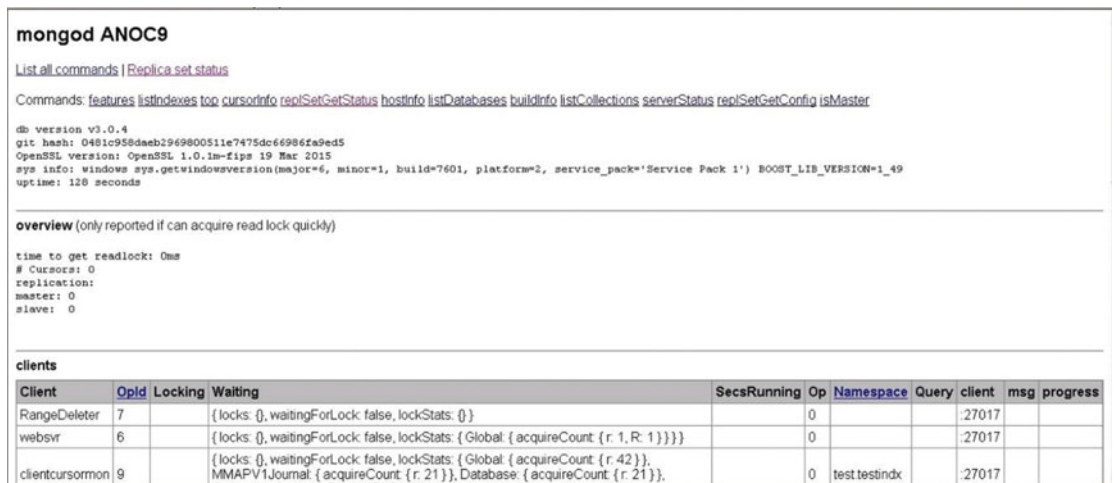 mongod ANOC9
List all commands | Replica set status
Commands: features listIndexes top cursorInfo replSetGetStatus hostInfo listDatabases buildInfo listCollections serverStatus replSetGetConfig isMaster
db version v3.0.4
git hash: 0481c958daeb2969800511e7475dc66986fa9ed5
OpenSSL version: OpenSSL 1.0.1m-fips 19 Mar 2015
sys info: windows sys.getwindowsversion(major=6, minor=1, build=7601, platform=2, service_pack='Service Pack 1') BOOST_LIB_VERSION=1_49
uptime: 128 seconds
overview (only reported if can acquire read lock quickly)
time to get readlock: 0ms
# Cursors: 0
replication:
master: 0
slave: 0
clients
Client OpId Locking Waiting SecsRunning Op Namespace Query client msg progress
RangeDeleter 7 { locks: {}, waitingForLock: false, lockStats: {} } 0 :27017
websvr 6 { locks: {}, waitingForLock: false, lockStats: { Global: { acquireCount: { r: 1, R: 1 } } } } 0 :27017
clientcursormon 9 { locks: {}, waitingForLock: false, lockStats: { Global: { acquireCount: { r: 42 } },
MMAPV1Journal: { acquireCount: { r: 21 } }, Database: { acquireCount: { r: 21 } }, 0 test.testindx :27017